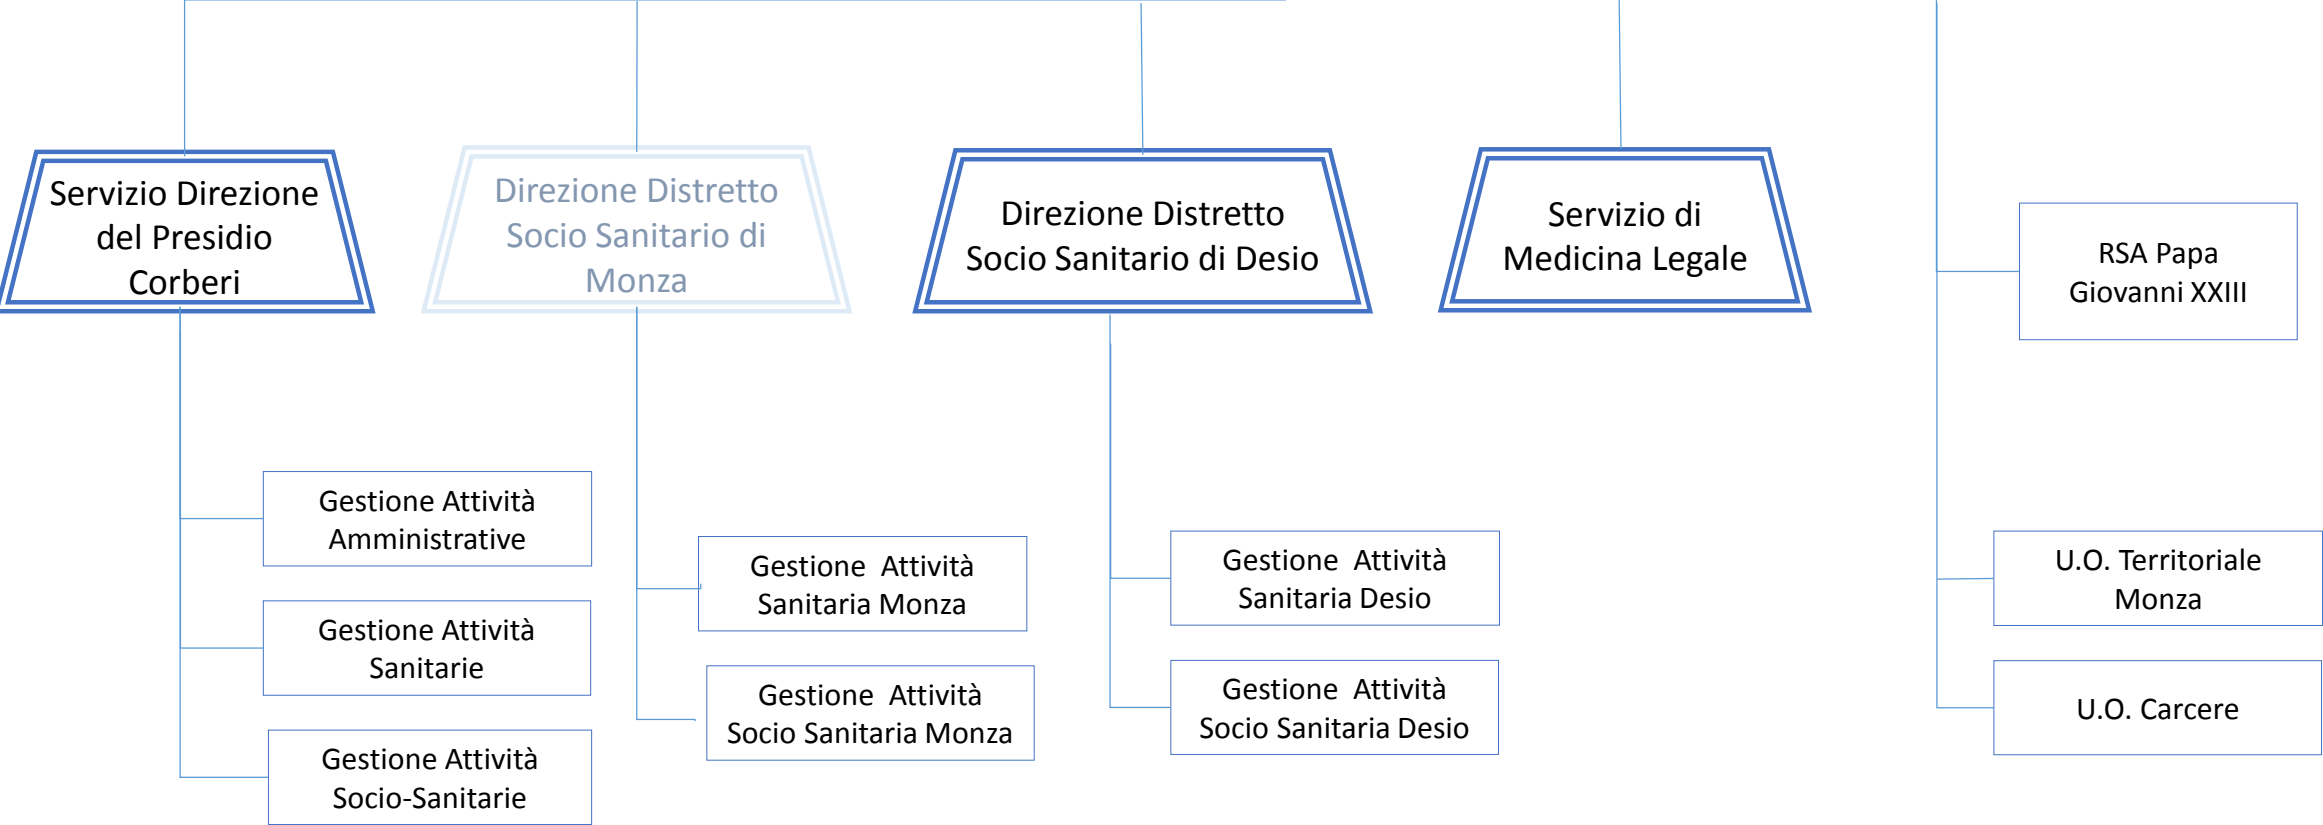 Servizio Direzione
del Presidio
Corberi
Direzione Distretto
Socio Sanitario di
Monza
Direzione Distretto
Socio Sanitario di Desio
Servizio di
Medicina Legale
RSA Papa
Giovanni XXIII
Gestione Attività
Amministrative
Gestione Attività
Sanitarie
Gestione Attività
Socio-Sanitarie
Gestione  Attività
Sanitaria Monza
Gestione  Attività
Socio Sanitaria Monza
Gestione  Attività
Sanitaria Desio
Gestione  Attività
Socio Sanitaria Desio
U.O. Territoriale
Monza
U.O. Carcere